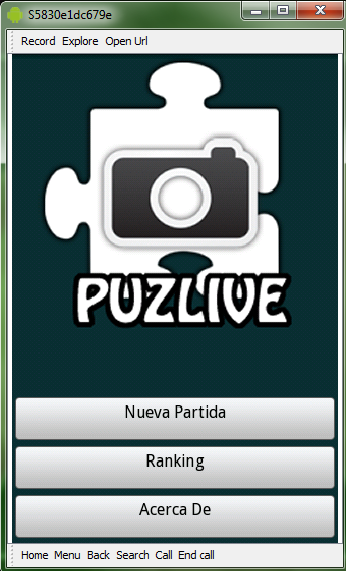 S5830e1dc679e
Record Explore Open Url
PUZLIVE
Nueva Partida
Ranking
Acerca De
Home Menu Back Search Call End call